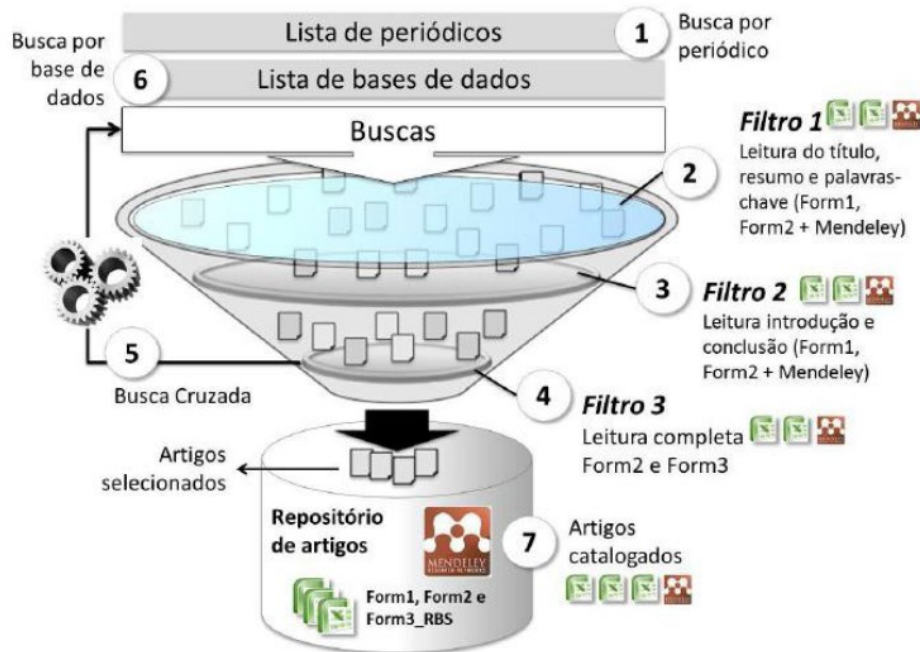 Lista de periódicos
1
Busca por
periódico
Busca por
base de
dados
6
Lista de bases de dados
Buscas
2
Filtro 1
Leitura do título,
resumo e palavras-
chave (Form1,
Form2 + Mendeley)
3
Filtro 2
Leitura introdução e
conclusão (Form1,
Form2 + Mendeley)
5
Busca Cruzada
4
Filtro 3
Leitura completa
Form2 e Form3
Artigos
selecionados
Repositório
de artigos
MENDELEY
7
Artigos
catalogados
Form1, Form2 e
Form3_RBS